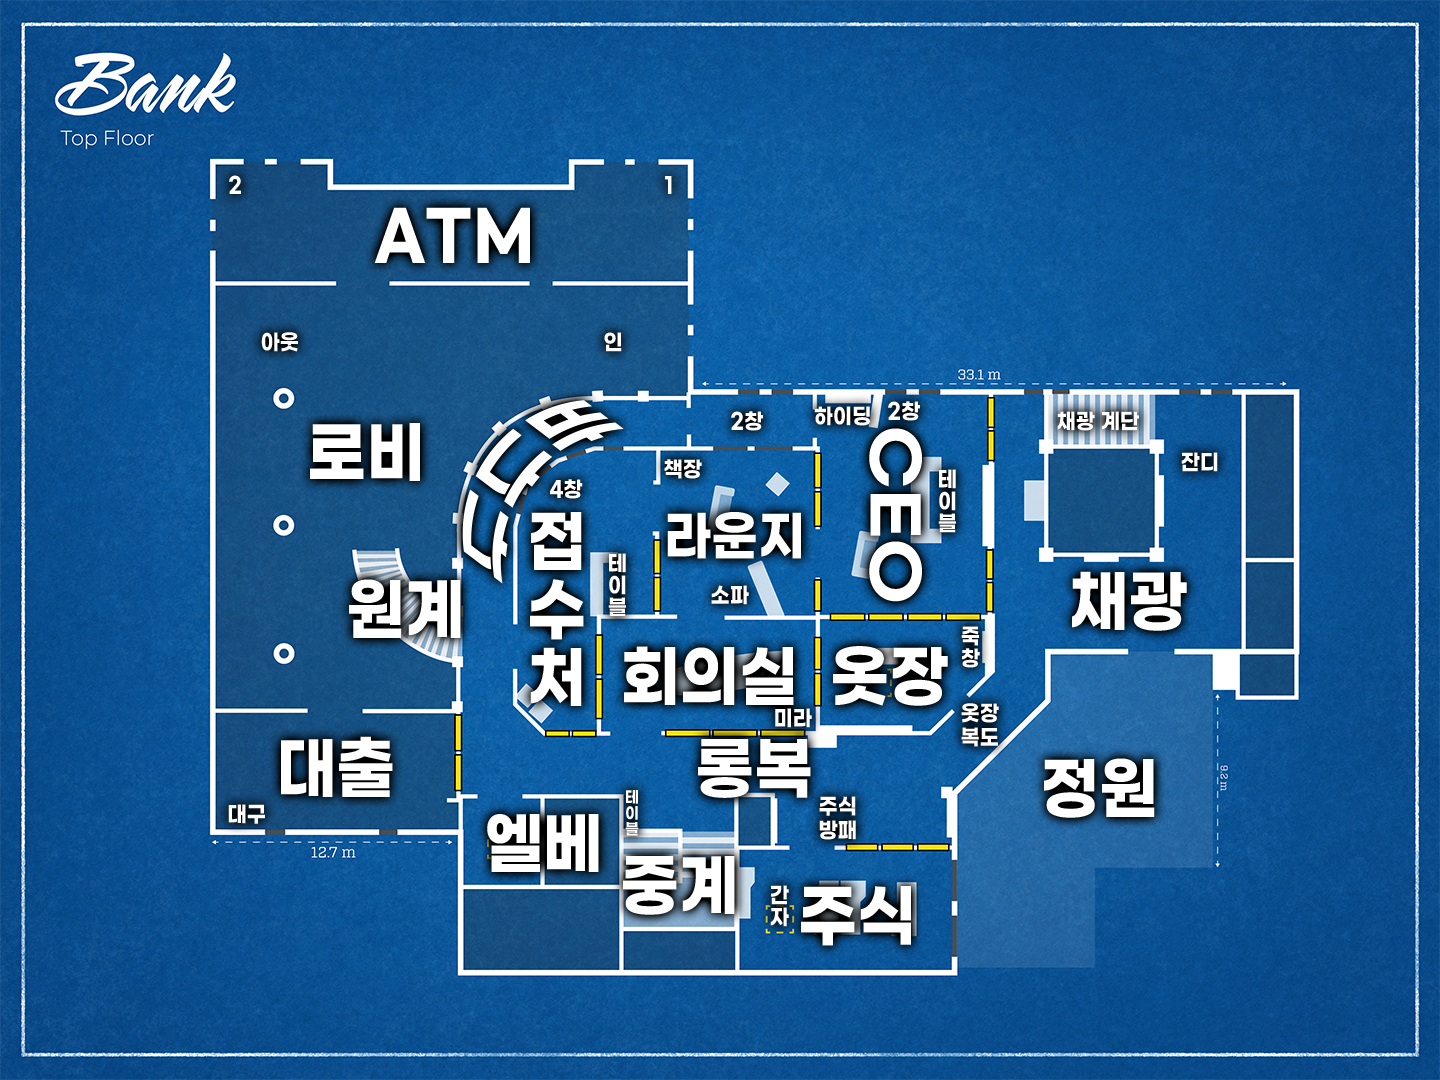 Bank
Top Floor
2
1
ATM
아웃
인
33.1 m
로비
바나나
2창
하이딩
2창
채광 계단
책장
잔디
4창
CEO
테이블
라운지
접수처
테이블
소파
원계
채광
회의실
옷장
죽창
미라
옷장
복도
대출
롱복
정원
대구
테이블
주식
방패
엘베
12.7 m
중계
간자
주식